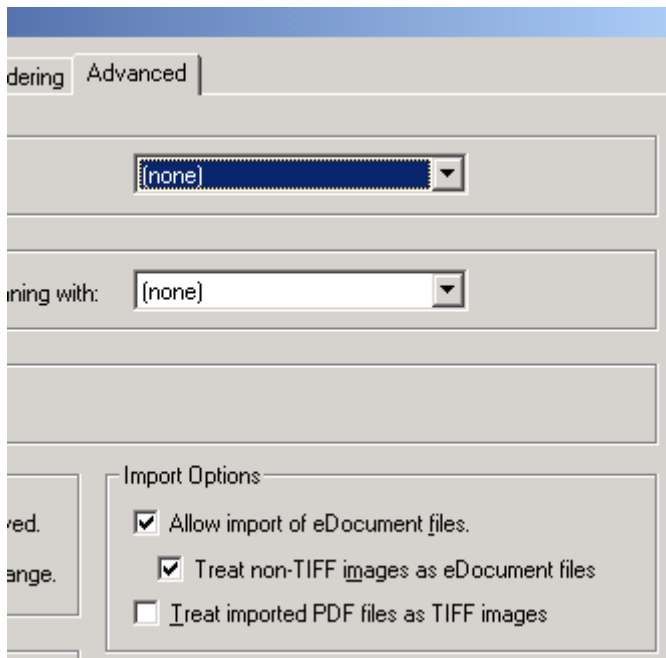 dering Advanced
(none)
ning with: (none)
Import Options
ved. Allow import of eDocument files.
ange. Treat non-TIFF images as eDocument files
Treat imported PDF files as TIFF images